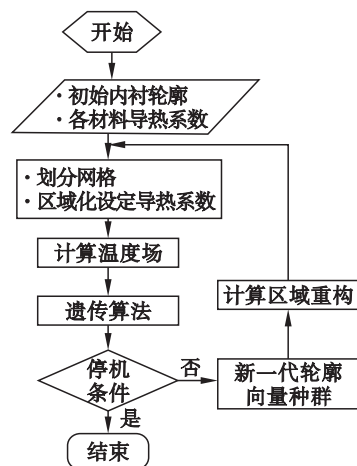 开始
·初始内衬轮廓
·各材料导热系数
·划分网格
·区域化设定导热系数
计算温度场
计算区域重构
遗传算法
停机
条件
否
新一代轮廓
向量种群
是
结束